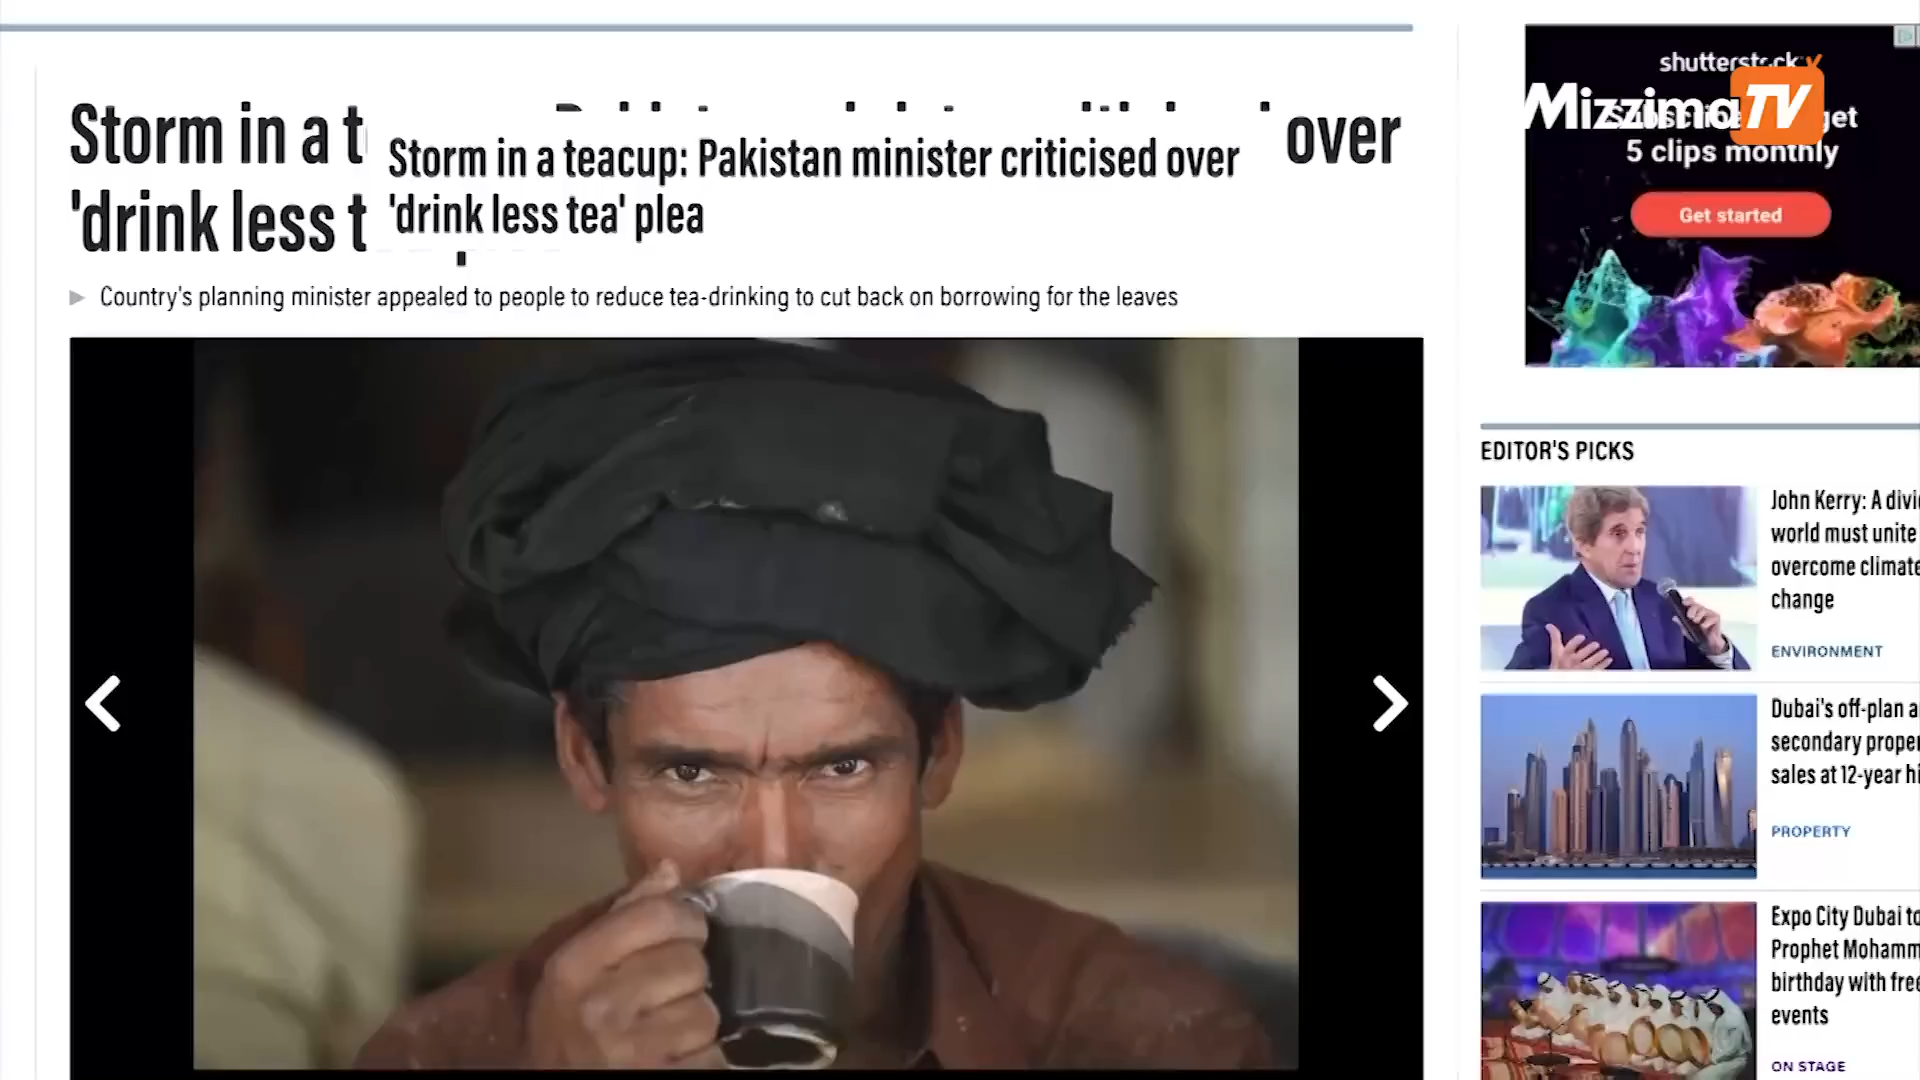 Storm in a t over
'drink less t
Storm in a teacup: Pakistan minister criticised over
'drink less tea' plea
Country's planning minister appealed to people to reduce tea-drinking to cut back on borrowing for the leaves
shutterstock
Mizzima TV
get
5 clips monthly
Get started
EDITOR'S PICKS
John Kerry: A divi
world must unite
overcome climate
change
ENVIRONMENT
Dubai's off-plan a
secondary proper
sales at 12-year hi
PROPERTY
Expo City Dubai to
Prophet Mohamm
birthday with free
events
ON STAGE